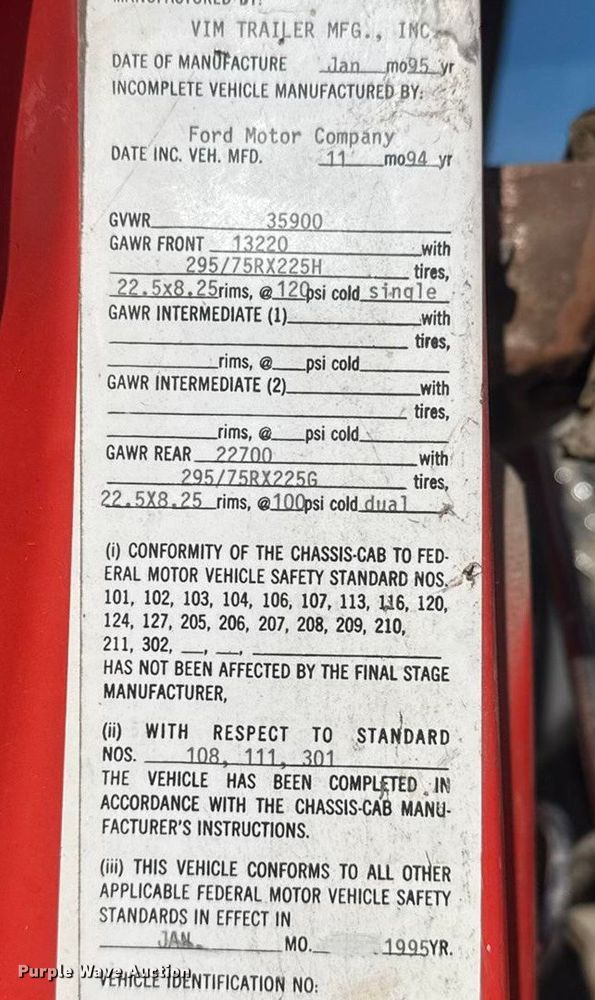 MANUFACTURED BY:
VIM TRAILER MFG., INC.
DATE OF MANUFACTURE Jan mo95 yr
INCOMPLETE VEHICLE MANUFACTURED BY:
Ford Motor Company
DATE INC. VEH. MFD. 11 mo94 yr
GVWR 35900
GAWR FRONT 13220 with
295/75RX225H tires,
22.5x8.25rims, @120psi cold single
GAWR INTERMEDIATE (1) with
tires,
rims, @ psi cold
GAWR INTERMEDIATE (2) with
tires,
rims, @ psi cold
GAWR REAR 22700 with
295/75RX225G tires,
22.5X8.25 rims, @100psi cold dual
(i) CONFORMITY OF THE CHASSIS-CAB TO FED-
ERAL MOTOR VEHICLE SAFETY STANDARD NOS.
101, 102, 103, 104, 106, 107, 113, 116, 120,
124, 127, 205, 206, 207, 208, 209, 210,
211, 302, __, __,
HAS NOT BEEN AFFECTED BY THE FINAL STAGE
MANUFACTURER,
(ii) WITH RESPECT TO STANDARD
NOS. 108, 111, 301
THE VEHICLE HAS BEEN COMPLETED IN
ACCORDANCE WITH THE CHASSIS-CAB MANU-
FACTURER'S INSTRUCTIONS.
(iii) THIS VEHICLE CONFORMS TO ALL OTHER
APPLICABLE FEDERAL MOTOR VEHICLE SAFETY
STANDARDS IN EFFECT IN
JAN. MO. 1995YR.
Purple Wave Auction
VEHICLE IDENTIFICATION NO: